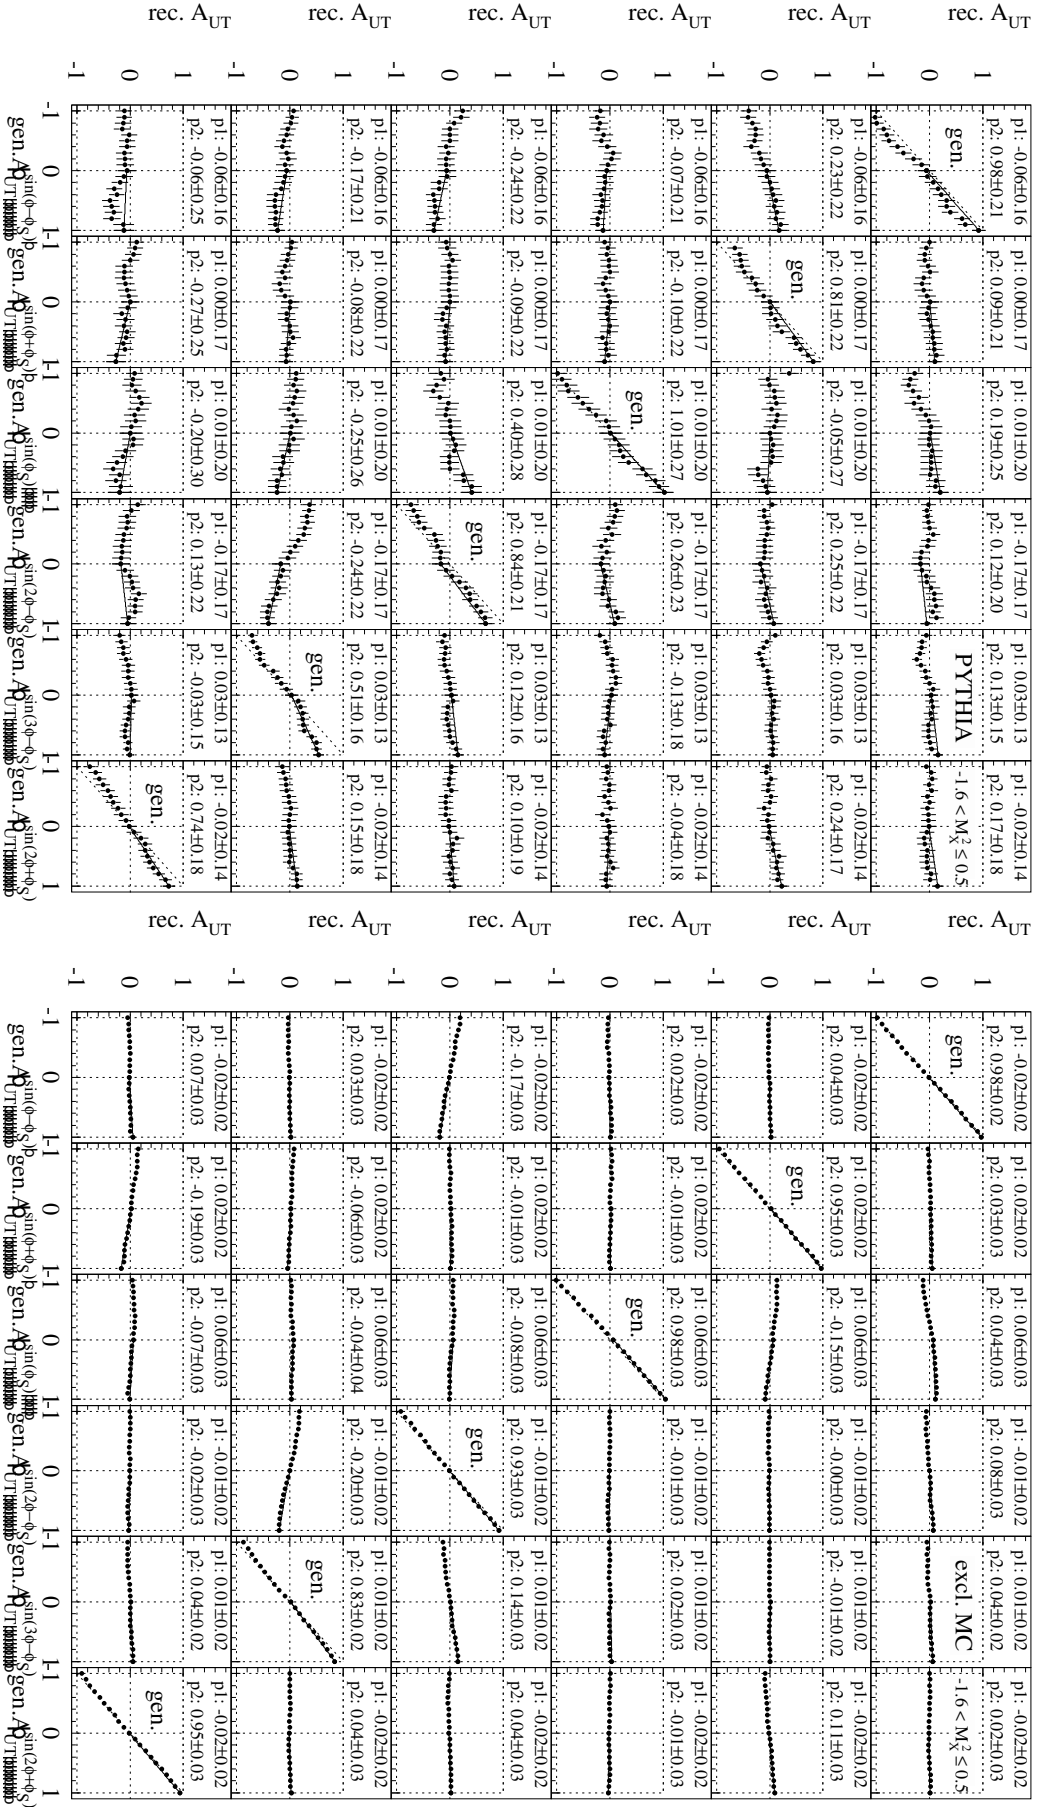 rec. A_UT
1
0
-1
p1: -0.06±0.16
p2: 0.98±0.21
gen.
p1: 0.00±0.17
p2: 0.09±0.21
p1: 0.01±0.20
p2: 0.19±0.25
p1: -0.17±0.17
p2: 0.12±0.20
p1: 0.03±0.13
p2: 0.13±0.15
PYTHIA
p1: -0.02±0.14
p2: 0.17±0.18
-1.6 < M_X^2 ≤ 0.5
rec. A_UT
1
0
-1
p1: -0.06±0.16
p2: 0.23±0.22
p1: 0.00±0.17
p2: 0.81±0.22
gen.
p1: 0.01±0.20
p2: -0.05±0.27
p1: -0.17±0.17
p2: 0.25±0.22
p1: 0.03±0.13
p2: 0.03±0.16
p1: -0.02±0.14
p2: 0.24±0.17
rec. A_UT
1
0
-1
p1: -0.06±0.16
p2: -0.07±0.21
p1: 0.00±0.17
p2: -0.10±0.22
p1: 0.01±0.20
p2: 1.01±0.27
gen.
p1: -0.17±0.17
p2: 0.26±0.23
p1: 0.03±0.13
p2: -0.13±0.18
p1: -0.02±0.14
p2: -0.04±0.18
rec. A_UT
1
0
-1
p1: -0.06±0.16
p2: -0.24±0.22
p1: 0.00±0.17
p2: -0.09±0.22
p1: 0.01±0.20
p2: 0.40±0.28
p1: -0.17±0.17
p2: 0.84±0.21
gen.
p1: 0.03±0.13
p2: 0.12±0.16
p1: -0.02±0.14
p2: 0.10±0.19
rec. A_UT
1
0
-1
p1: -0.06±0.16
p2: -0.17±0.21
p1: 0.00±0.17
p2: -0.08±0.22
p1: 0.01±0.20
p2: -0.25±0.26
p1: -0.17±0.17
p2: -0.24±0.22
p1: 0.03±0.13
p2: 0.51±0.16
gen.
p1: -0.02±0.14
p2: 0.15±0.18
rec. A_UT
1
0
-1
p1: -0.06±0.16
p2: -0.06±0.25
p1: 0.00±0.17
p2: -0.27±0.25
p1: 0.01±0.20
p2: -0.20±0.30
p1: -0.17±0.17
p2: 0.13±0.22
p1: 0.03±0.13
p2: -0.03±0.15
p1: -0.02±0.14
p2: 0.74±0.18
gen.
rec. A_UT
1
0
-1
p1: -0.02±0.02
p2: 0.98±0.02
gen.
p1: 0.02±0.02
p2: 0.03±0.03
p1: 0.06±0.03
p2: 0.04±0.03
p1: -0.01±0.02
p2: 0.08±0.03
p1: 0.01±0.02
p2: 0.04±0.02
excl. MC
p1: -0.02±0.02
p2: 0.02±0.03
-1.6 < M_X^2 ≤ 0.5
rec. A_UT
1
0
-1
p1: -0.02±0.02
p2: 0.04±0.03
p1: 0.02±0.02
p2: 0.95±0.03
gen.
p1: 0.06±0.03
p2: -0.15±0.03
p1: -0.01±0.02
p2: -0.00±0.03
p1: 0.01±0.02
p2: -0.01±0.02
p1: -0.02±0.02
p2: 0.11±0.03
rec. A_UT
1
0
-1
p1: -0.02±0.02
p2: 0.02±0.03
p1: 0.02±0.02
p2: -0.01±0.03
p1: 0.06±0.03
p2: 0.98±0.03
gen.
p1: -0.01±0.02
p2: -0.01±0.03
p1: 0.01±0.02
p2: 0.02±0.03
p1: -0.02±0.02
p2: -0.01±0.03
rec. A_UT
1
0
-1
p1: -0.02±0.02
p2: -0.17±0.03
p1: 0.02±0.02
p2: -0.01±0.03
p1: 0.06±0.03
p2: -0.08±0.03
p1: -0.01±0.02
p2: 0.93±0.03
gen.
p1: 0.01±0.02
p2: 0.14±0.03
p1: -0.02±0.02
p2: 0.04±0.03
rec. A_UT
1
0
-1
p1: -0.02±0.02
p2: 0.03±0.03
p1: 0.02±0.02
p2: -0.06±0.03
p1: 0.06±0.03
p2: -0.04±0.04
p1: -0.01±0.02
p2: -0.20±0.03
p1: 0.01±0.02
p2: 0.83±0.02
gen.
p1: -0.02±0.02
p2: 0.04±0.03
rec. A_UT
1
0
-1
p1: -0.02±0.02
p2: 0.07±0.03
p1: 0.02±0.02
p2: -0.19±0.03
p1: 0.06±0.03
p2: -0.07±0.03
p1: -0.01±0.02
p2: -0.02±0.03
p1: 0.01±0.02
p2: 0.04±0.02
p1: -0.02±0.02
p2: 0.95±0.03
gen.